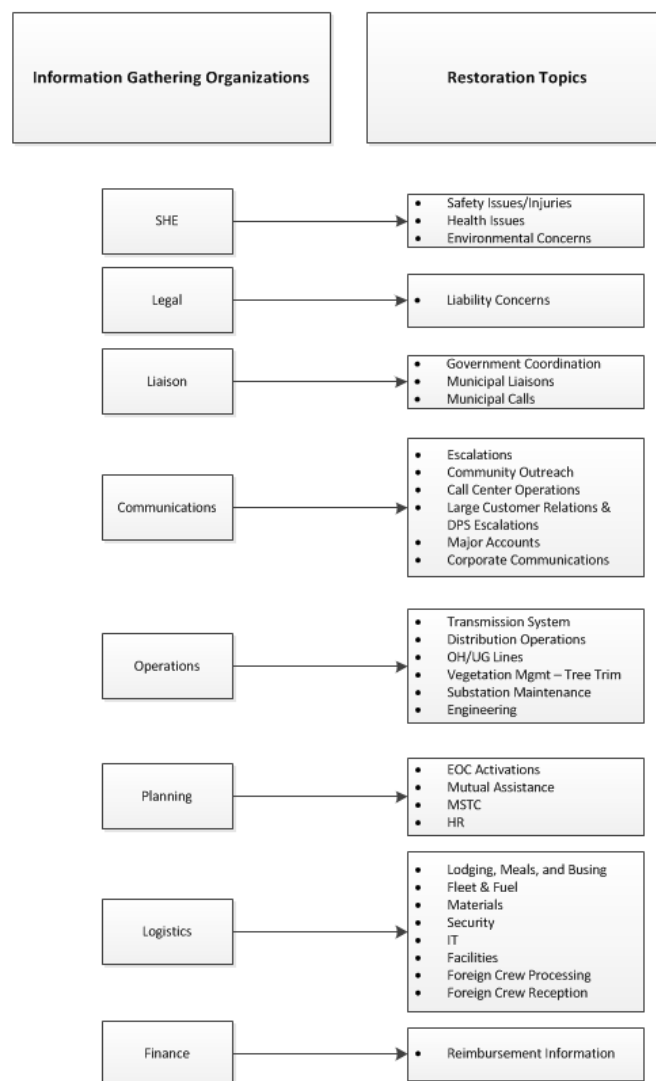 Information Gathering Organizations
Restoration Topics
SHE
• Safety Issues/Injuries
• Health Issues
• Environmental Concerns
Legal
• Liability Concerns
Liaison
• Government Coordination
• Municipal Liaisons
• Municipal Calls
Communications
• Escalations
• Community Outreach
• Call Center Operations
• Large Customer Relations &
DPS Escalations
• Major Accounts
• Corporate Communications
Operations
• Transmission System
• Distribution Operations
• OH/UG Lines
• Vegetation Mgmt – Tree Trim
• Substation Maintenance
• Engineering
Planning
• EOC Activations
• Mutual Assistance
• MSTC
• HR
Logistics
• Lodging, Meals, and Busing
• Fleet & Fuel
• Materials
• Security
• IT
• Facilities
• Foreign Crew Processing
• Foreign Crew Reception
Finance
• Reimbursement Information